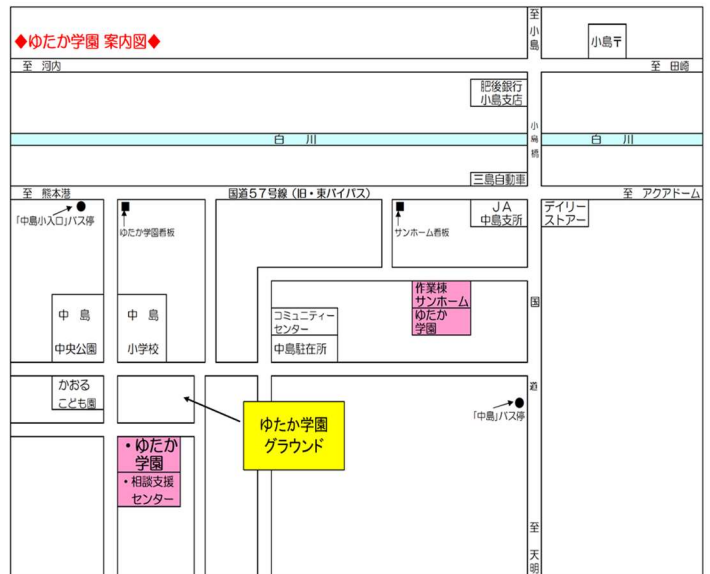 ◆ゆたか学園 案内図◆
至
小
島
小島〒
至 河内
至 田崎
肥後銀行
小島支店
小
島
橋
白 川
白 川
三島自動車
至 熊本港
国道57号線(旧・東バイパス)
至 アクアドーム
「中島小入口」バス停
ゆたか学園看板
サンホーム看板
JA
中島支所
デイリー
ストアー
作業棟
サンホーム
ゆたか
学園
国
中 島
中央公園
中 島
小学校
コミュニティー
センター
中島駐在所
かおる
こども園
道
「中島」バス停
ゆたか学園
グラウンド
・ゆたか
学園
・相談支援
センター
至
天
明